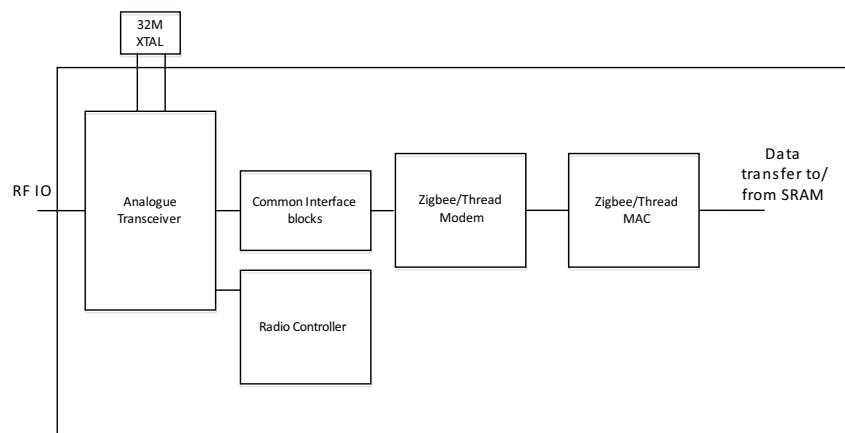 32M
XTAL
RF IO
Analogue
Transceiver
Common Interface
blocks
Zigbee/Thread
Modem
Zigbee/Thread
MAC
Data
transfer to/
from SRAM
Radio Controller